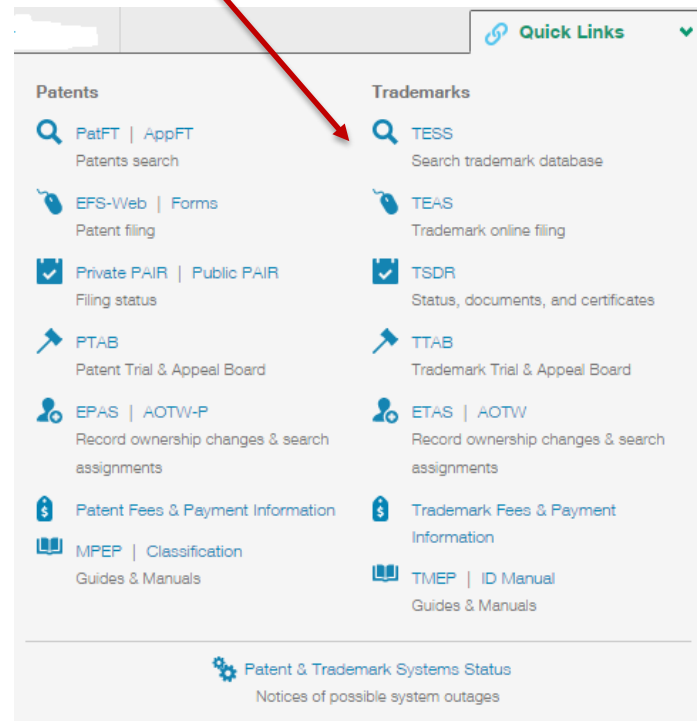 Quick Links
Patents
PatFT | AppFT
Patents search
EFS-Web | Forms
Patent filing
Private PAIR | Public PAIR
Filing status
PTAB
Patent Trial & Appeal Board
EPAS | AOTW-P
Record ownership changes & search
assignments
Patent Fees & Payment Information
MPEP | Classification
Guides & Manuals
Trademarks
TESS
Search trademark database
TEAS
Trademark online filing
TSDR
Status, documents, and certificates
TTAB
Trademark Trial & Appeal Board
ETAS | AOTW
Record ownership changes & search
assignments
Trademark Fees & Payment
Information
TMEP | ID Manual
Guides & Manuals
Patent & Trademark Systems Status
Notices of possible system outages